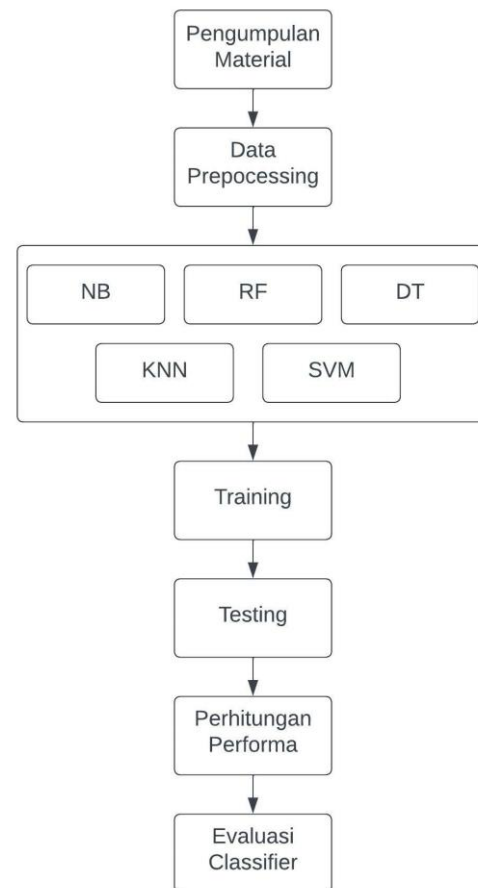 Pengumpulan
Material
Data
Prepocessing
NB
RF
DT
KNN
SVM
Training
Testing
Perhitungan
Performa
Evaluasi
Classifier